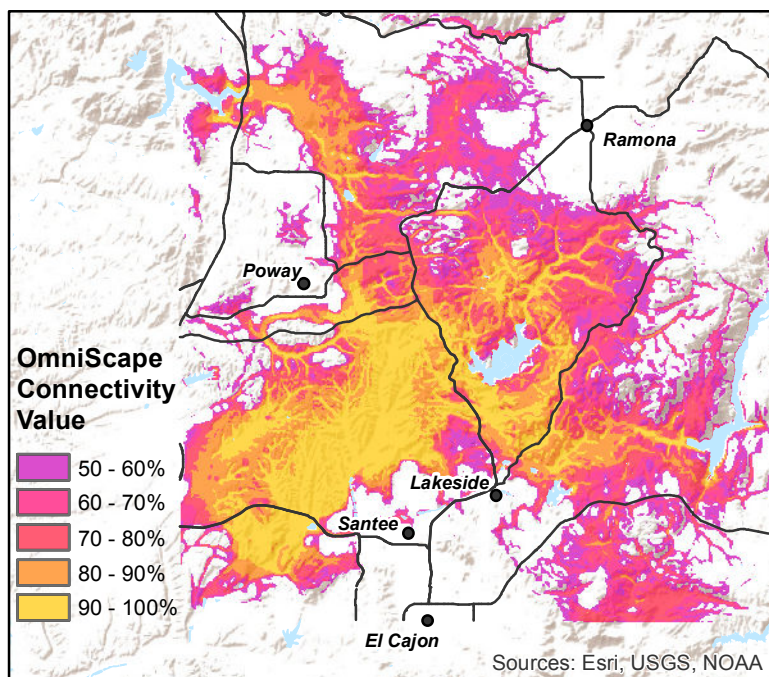 Ramona
Poway
OmniScape
Connectivity
Value
50 - 60%
60 - 70%
70 - 80%
80 - 90%
90 - 100%
Lakeside
Santee
El Cajon
Sources: Esri, USGS, NOAA